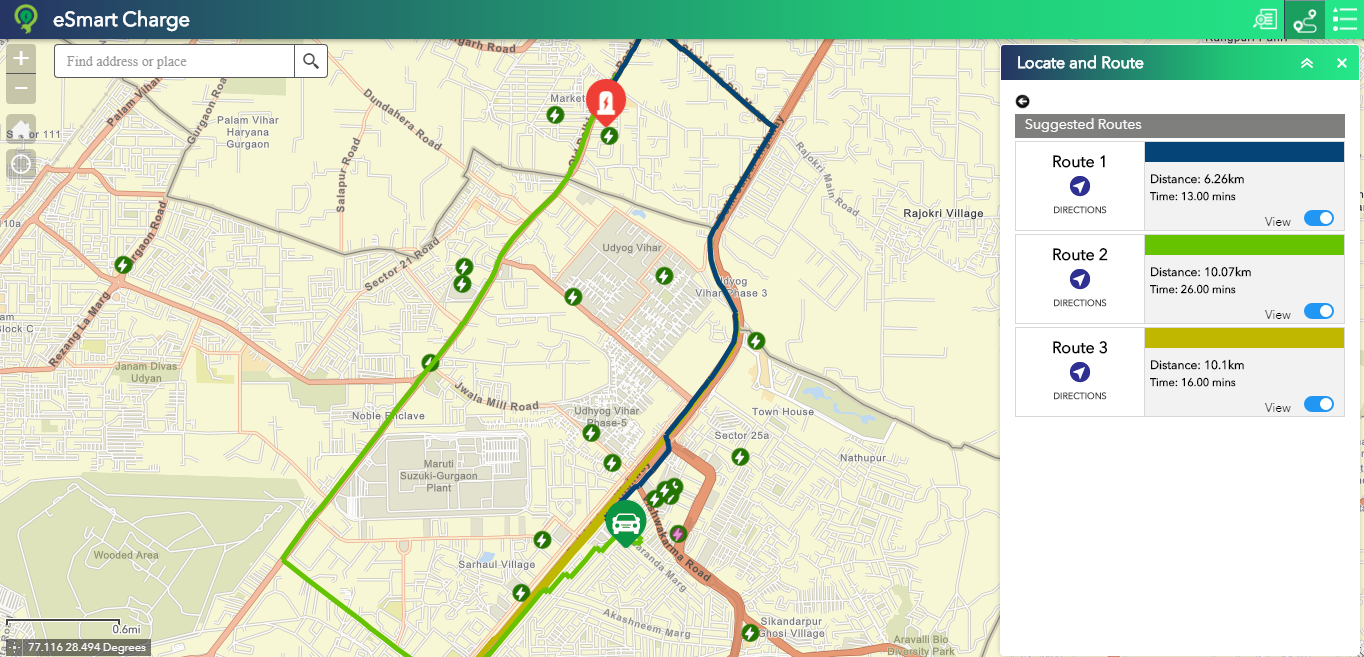 eSmart Charge
Find address or place
Locate and Route
Suggested Routes
Route 1
DIRECTIONS
Distance: 6.26km
Time: 13.00 mins
View
Route 2
DIRECTIONS
Distance: 10.07km
Time: 26.00 mins
View
Route 3
DIRECTIONS
Distance: 10.1km
Time: 16.00 mins
View
Market
Palam Vihar
Gurgaon Road
Palam Vihar
Haryana
Gurgaon
Dundahera Road
Salapur Road
Rajokri Main Road
Rajokri Village
Udyog Vihar
Udyog
Vihar Phase 3
Sector 21 Road
Gurgaon Road
Rezang La Marg
Block C
Janam Divas
Udyan
Jwala Mill Road
Noble Enclave
Udhyog Vihar
Phase-5
Town House
Sector 25a
Nathupur
Maruti
Suzuki-Gurgaon
Plant
Wooded Area
Sarhaul Village
Akashneem Marg
Sikandarpur
Ghosi Village
Aravalli Bio
Diversity Park
0.6mi
77.116 28.494 Degrees